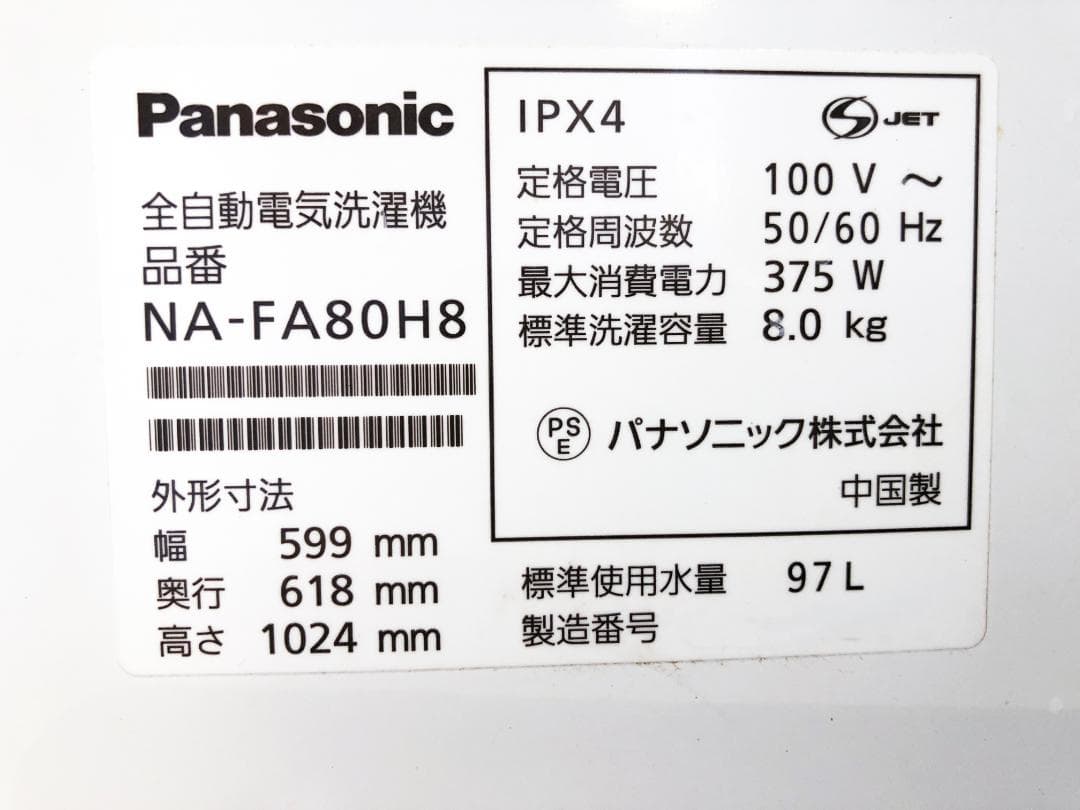 Panasonic
全自動電気洗濯機
品番
NA-FA80H8
外形寸法
幅 599 mm
奥行 618 mm
高さ 1024 mm
IPX4
S JET
定格電圧 100 V ～
定格周波数 50/60 Hz
最大消費電力 375 W
標準洗濯容量 8.0 kg
PS
E パナソニック株式会社
中国製
標準使用水量 97 L
製造番号